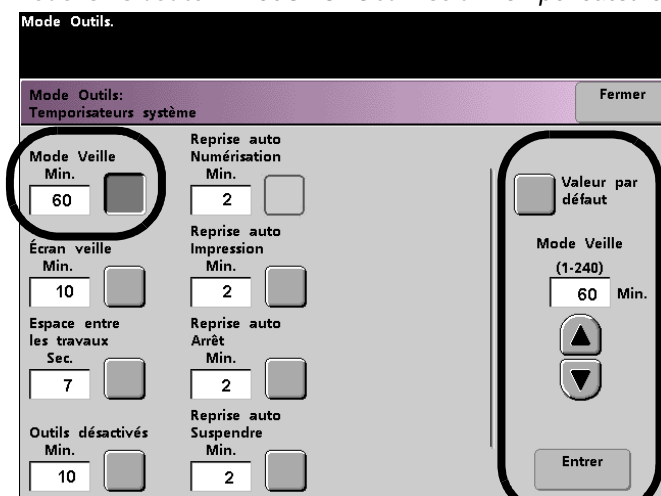 Mode Outils.
Mode Outils:
Temporisateurs système
Fermer
Mode Veille
Min.
60
Écran veille
Min.
10
Espace entre
les travaux
Sec.
7
Outils désactivés
Min.
10
Reprise auto
Numérisation
Min.
2
Reprise auto
Impression
Min.
2
Reprise auto
Arrêt
Min.
2
Reprise auto
Suspendre
Min.
2
Valeur par
défaut
Mode Veille
(1-240)
60 Min.
Entrer